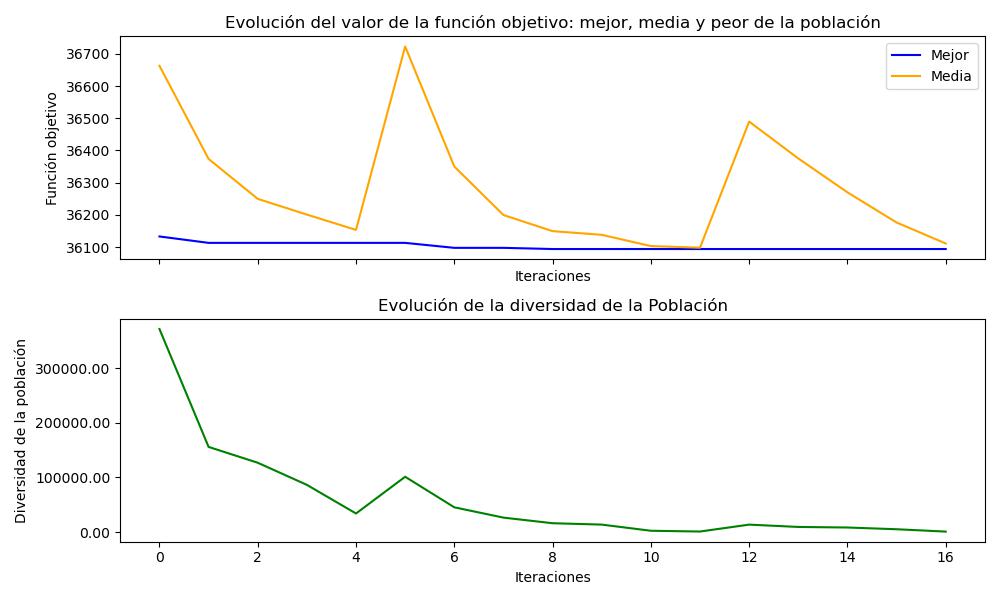 Evolución del valor de la función objetivo: mejor, media y peor de la población
Función objetivo
36700
36600
36500
36400
36300
36200
36100
Mejor
Media
Iteraciones
Evolución de la diversidad de la Población
Diversidad de la población
300000.00
200000.00
100000.00
0.00
0 2 4 6 8 10 12 14 16
Iteraciones